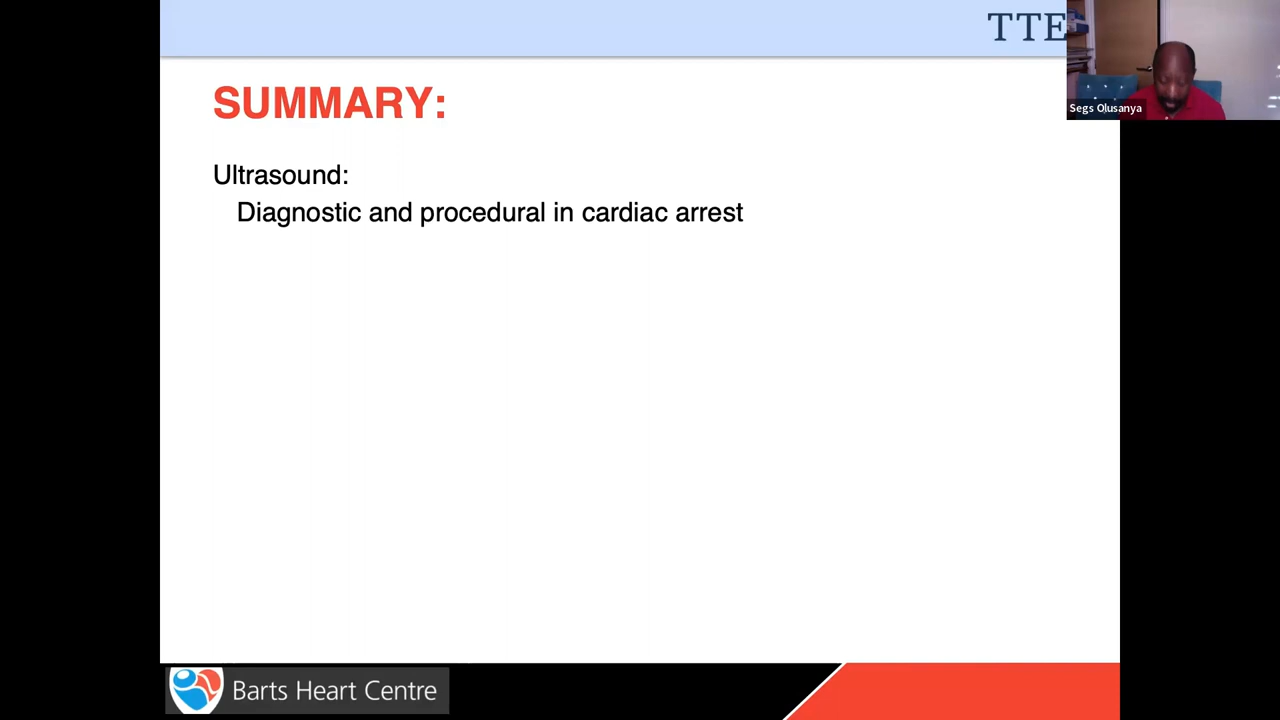 TTE
Segs Olusanya
SUMMARY:
Ultrasound:
Diagnostic and procedural in cardiac arrest
Barts Heart Centre